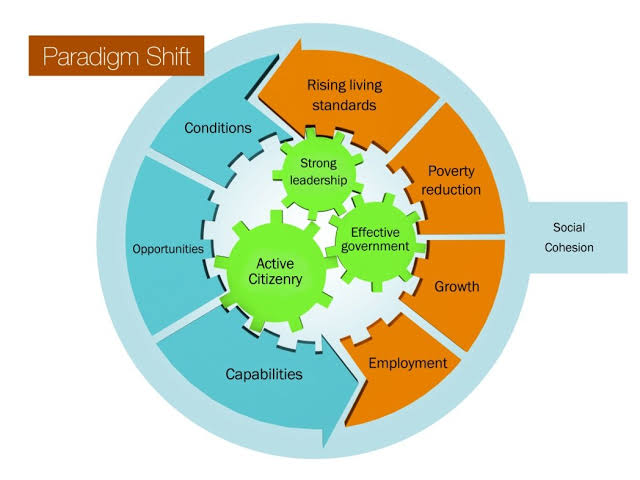 Paradigm Shift
Rising living
standards
Conditions
Strong
leadership
Poverty
reduction
Effective
government
Social
Cohesion
Opportunities
Active
Citizenry
Growth
Employment
Capabilities